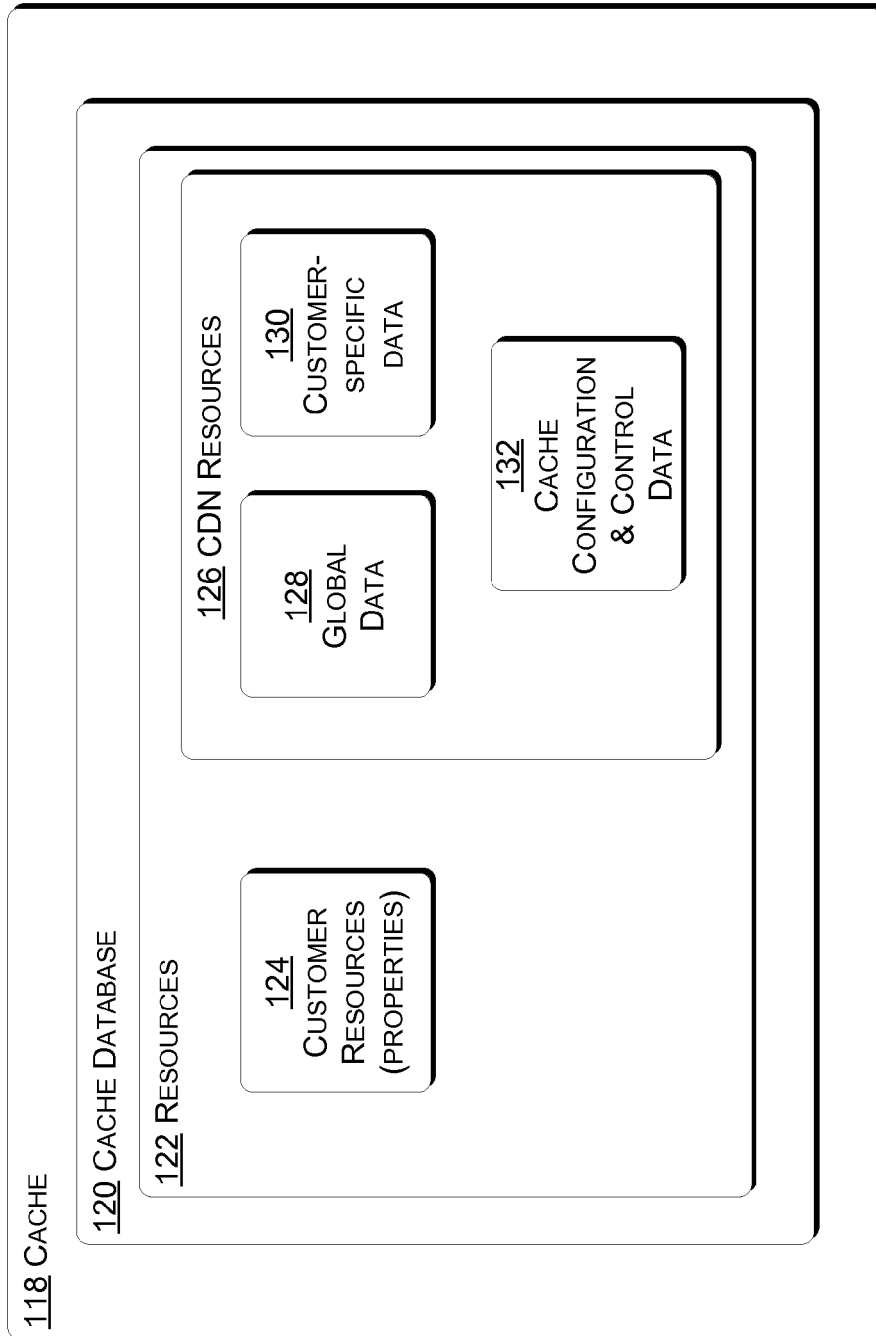 118 CACHE
120 CACHE DATABASE
122 RESOURCES
124
CUSTOMER
RESOURCES
(PROPERTIES)
126 CDN RESOURCES
128
GLOBAL
DATA
130
CUSTOMER-
SPECIFIC
DATA
132
CACHE
CONFIGURATION
& CONTROL
DATA